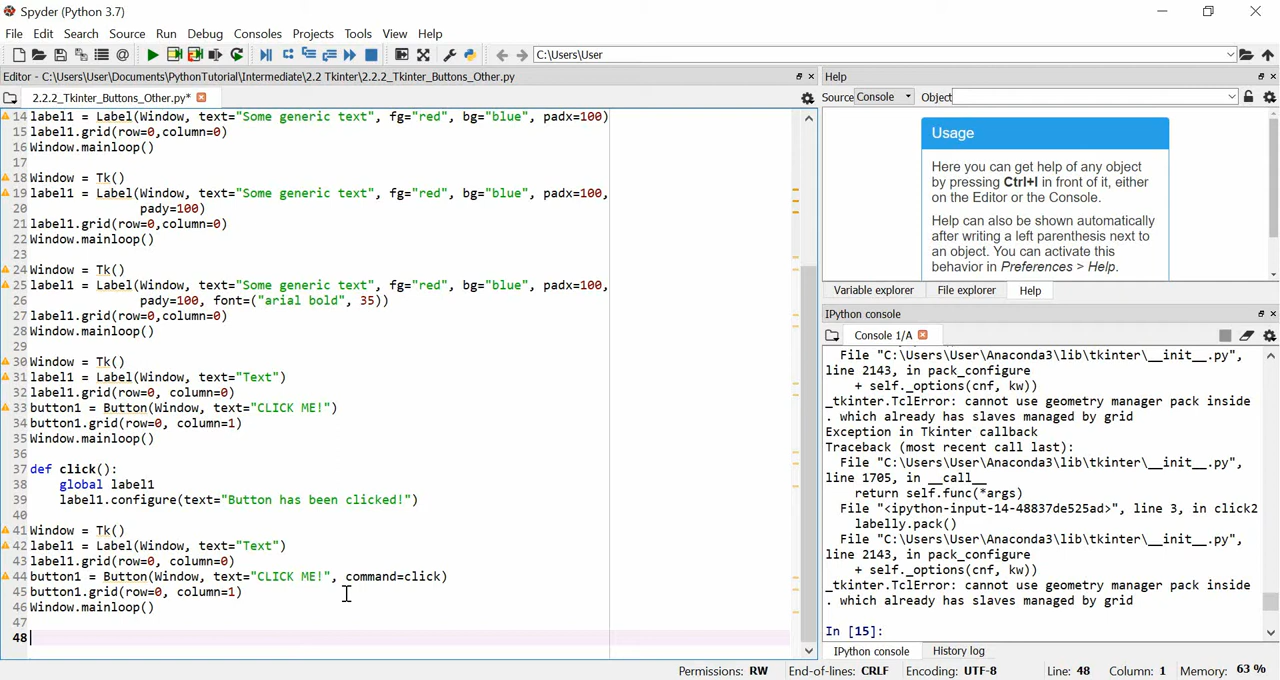 Spyder (Python 3.7)
File Edit Search Source Run Debug Consoles Projects Tools View Help
C:\Users\User
Editor - C:\Users\User\Documents\PythonTutorial\Intermediate\2.2 Tkinter\2.2.2_Tkinter_Buttons_Other.py
2.2.2_Tkinter_Buttons_Other.py*
14 label1 = Label(Window, text="Some generic text", fg="red", bg="blue", padx=100)
15 label1.grid(row=0,column=0)
16 Window.mainloop()
17
18 Window = Tk()
19 label1 = Label(Window, text="Some generic text", fg="red", bg="blue", padx=100,
20 pady=100)
21 label1.grid(row=0,column=0)
22 Window.mainloop()
23
24 Window = Tk()
25 label1 = Label(Window, text="Some generic text", fg="red", bg="blue", padx=100,
26 pady=100, font=("arial bold", 35))
27 label1.grid(row=0,column=0)
28 Window.mainloop()
29
30 Window = Tk()
31 label1 = Label(Window, text="Text")
32 label1.grid(row=0, column=0)
33 button1 = Button(Window, text="CLICK ME!")
34 button1.grid(row=0, column=1)
35 Window.mainloop()
36
37 def click():
38 global label1
39 label1.configure(text="Button has been clicked!")
40
41 Window = Tk()
42 label1 = Label(Window, text="Text")
43 label1.grid(row=0, column=0)
44 button1 = Button(Window, text="CLICK ME!", command=click)
45 button1.grid(row=0, column=1)
46 Window.mainloop()
47
48
Help
Source Console Object
Usage
Here you can get help of any object
by pressing Ctrl+I in front of it, either
on the Editor or the Console.
Help can also be shown automatically
after writing a left parenthesis next to
an object. You can activate this
behavior in Preferences > Help.
Variable explorer File explorer Help
IPython console
Console 1/A
File "C:\Users\User\Anaconda3\lib\tkinter\__init__.py",
line 2143, in pack_configure
+ self._options(cnf, kw))
_tkinter.TclError: cannot use geometry manager pack inside
. which already has slaves managed by grid
Exception in Tkinter callback
Traceback (most recent call last):
File "C:\Users\User\Anaconda3\lib\tkinter\__init__.py",
line 1705, in __call__
return self.func(*args)
File "<ipython-input-14-48837de525ad>", line 3, in click2
labelly.pack()
File "C:\Users\User\Anaconda3\lib\tkinter\__init__.py",
line 2143, in pack_configure
+ self._options(cnf, kw))
_tkinter.TclError: cannot use geometry manager pack inside
. which already has slaves managed by grid
In [15]:
IPython console History log
Permissions: RW End-of-lines: CRLF Encoding: UTF-8 Line: 48 Column: 1 Memory: 63 %